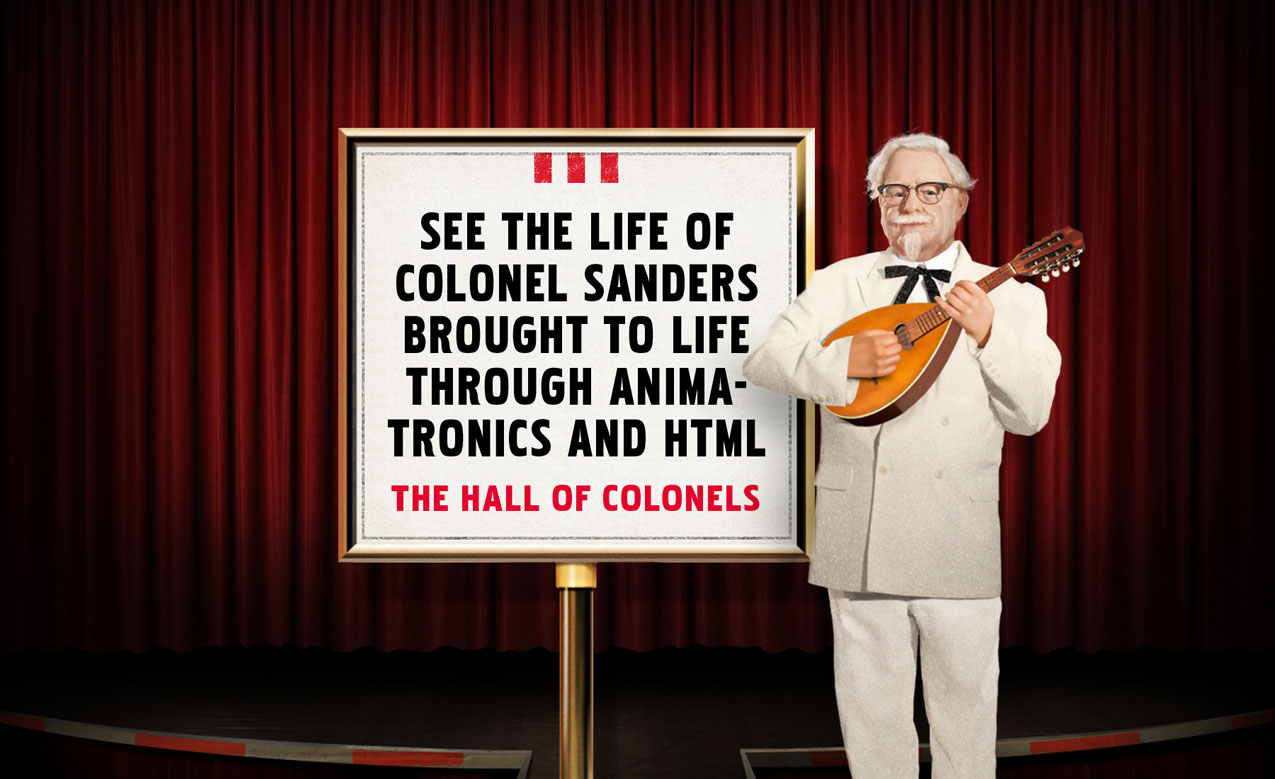 SEE THE LIFE OF
COLONEL SANDERS
BROUGHT TO LIFE
THROUGH ANIMA-
TRONICS AND HTML
THE HALL OF COLONELS